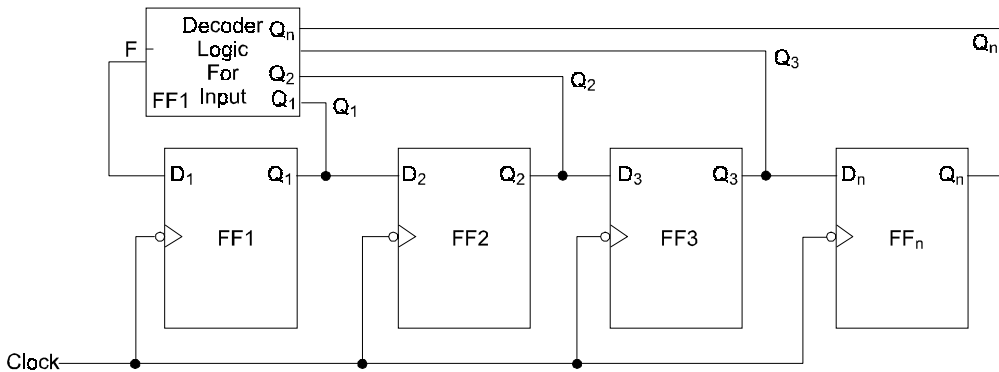 Decoder Qn
F Logic Qn
For Q2 Q3
FF1 Input Q1 Q1 Q2
D1 Q1 D2 Q2 D3 Q3 Dn Qn
FF1 FF2 FF3 FFn
Clock